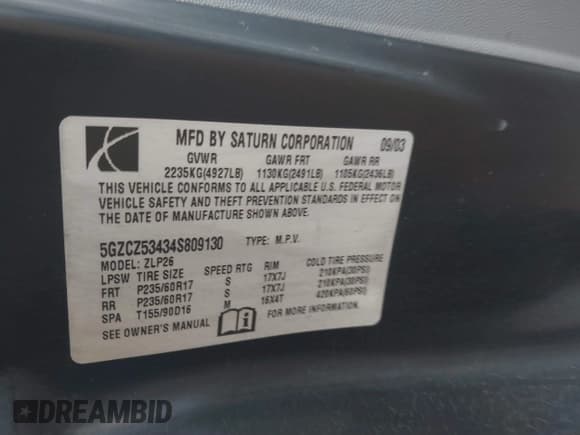 MFD BY SATURN CORPORATION 09/03
GVWR GAWR FRT GAWR RR
2235KG(4927LB) 1130KG(2491LB) 1105KG(2436LB)
THIS VEHICLE CONFORMS TO ALL APPLICABLE U.S. FEDERAL MOTOR
VEHICLE SAFETY AND THEFT PREVENTION STANDARDS IN EFFECT ON THE
DATE OF MANUFACTURE SHOWN ABOVE.
5GZCZ53434S809130 TYPE: M.P.V.
MODEL: ZLP26
LPSW TIRE SIZE SPEED RTG RIM COLD TIRE PRESSURE
FRT P235/60R17 S 17X7J 210KPA(30PSI)
RR P235/60R17 S 17X7J 210KPA(30PSI)
SPA T155/90D16 M 16X4T 420KPA(60PSI)
SEE OWNER'S MANUAL FOR MORE INFORMATION.
DREAMBID